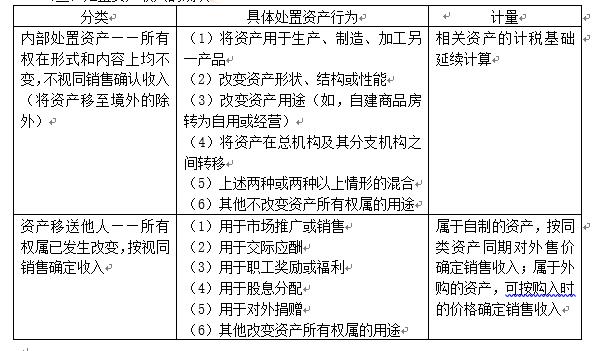 分类 具体处置资产行为 计量
内部处置资产——所有
权在形式和内容上均不
变,不视同销售确认收入
(将资产移至境外的除
外)
(1)将资产用于生产、制造、加工另
一产品
(2)改变资产形状、结构或性能
(3)改变资产用途(如,自建商品房
转为自用或经营)
(4)将资产在总机构及其分支机构之
间转移
(5)上述两种或两种以上情形的混合
(6)其他不改变资产所有权属的用途
相关资产的计税基础
延续计算
资产移送他人——所有
权属已发生改变,按视同
销售确定收入
(1)用于市场推广或销售
(2)用于交际应酬
(3)用于职工奖励或福利
(4)用于股息分配
(5)用于对外捐赠
(6)其他改变资产所有权属的用途
属于自制的资产,按同
类资产同期对外售价
确定销售收入;属于外
购的资产,可按购入时
的价格确定销售收入